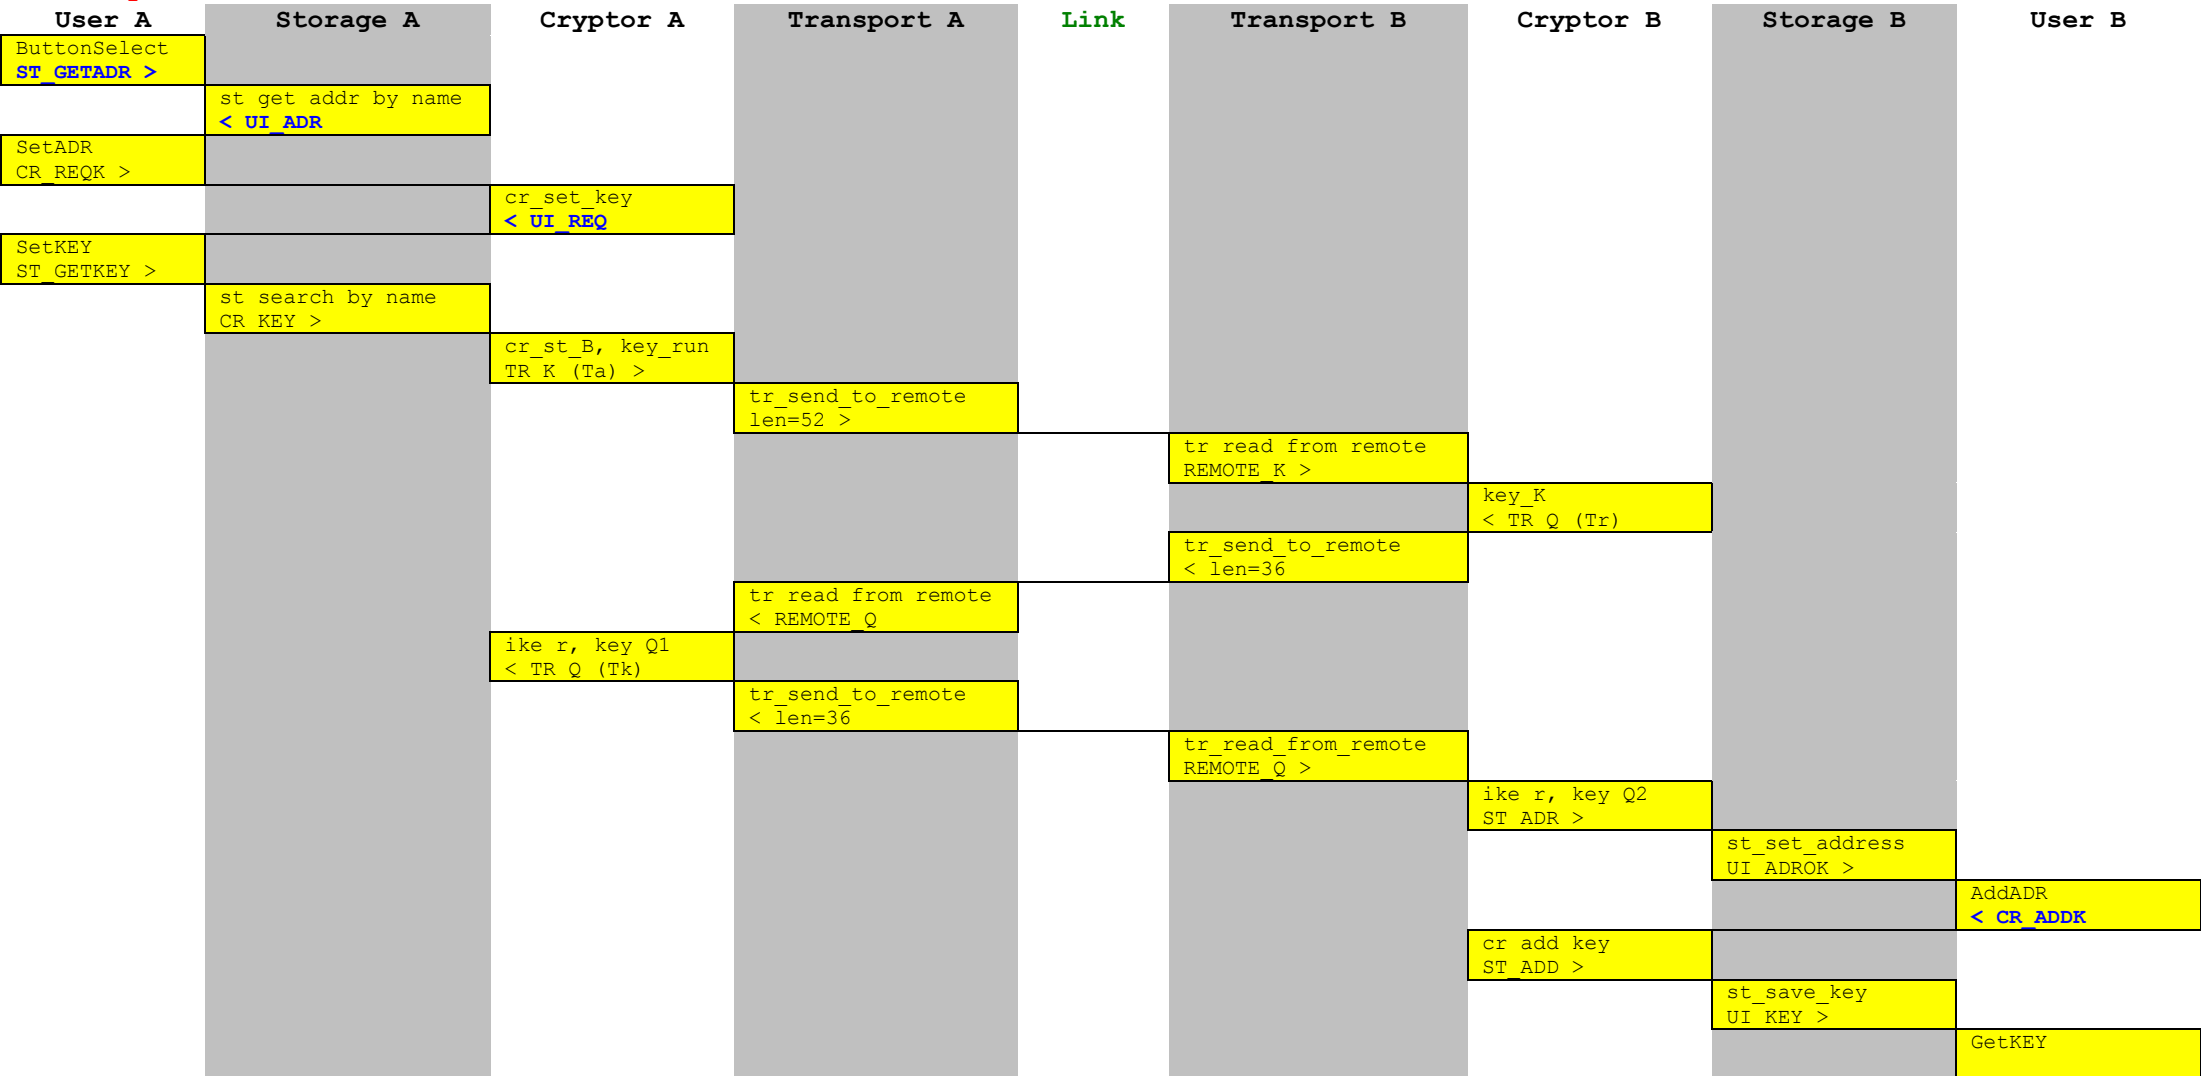 User A Storage A Cryptor A Transport A Link Transport B Cryptor B Storage B User B
ButtonSelect
ST_GETADR >
st get addr by name
< UI_ADR
SetADR
CR_REQK >
cr_set_key
< UI_REQ
SetKEY
ST_GETKEY >
st search by name
CR KEY >
cr_st_B, key_run
TR K (Ta) >
tr_send_to_remote
len=52 >
tr read from remote
REMOTE_K >
key_K
< TR Q (Tr)
tr_send_to_remote
< len=36
tr read from remote
< REMOTE_Q
ike r, key Q1
< TR Q (Tk)
tr_send_to_remote
< len=36
tr_read_from_remote
REMOTE_Q >
ike r, key Q2
ST ADR >
st_set_address
UI ADROK >
AddADR
< CR_ADDK
cr add key
ST_ADD >
st_save_key
UI KEY >
GetKEY